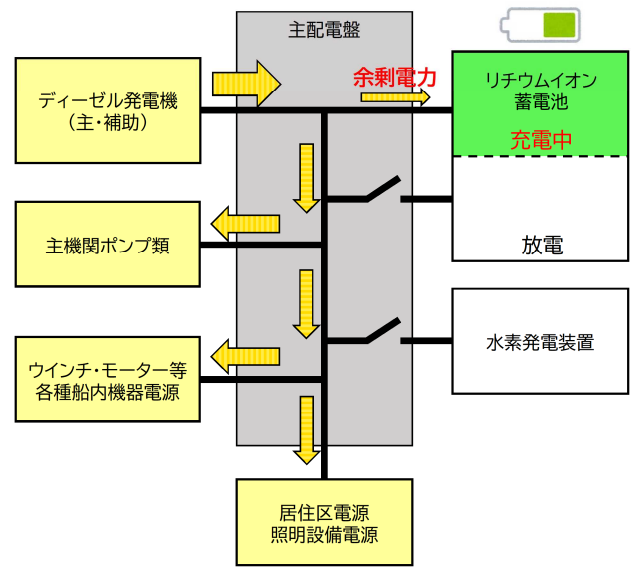 主配電盤
ディーゼル発電機
(主・補助)
余剰電力
リチウムイオン
蓄電池
充電中
主機関ポンプ類
放電
ウインチ・モーター等
各種船内機器電源
水素発電装置
居住区電源
照明設備電源